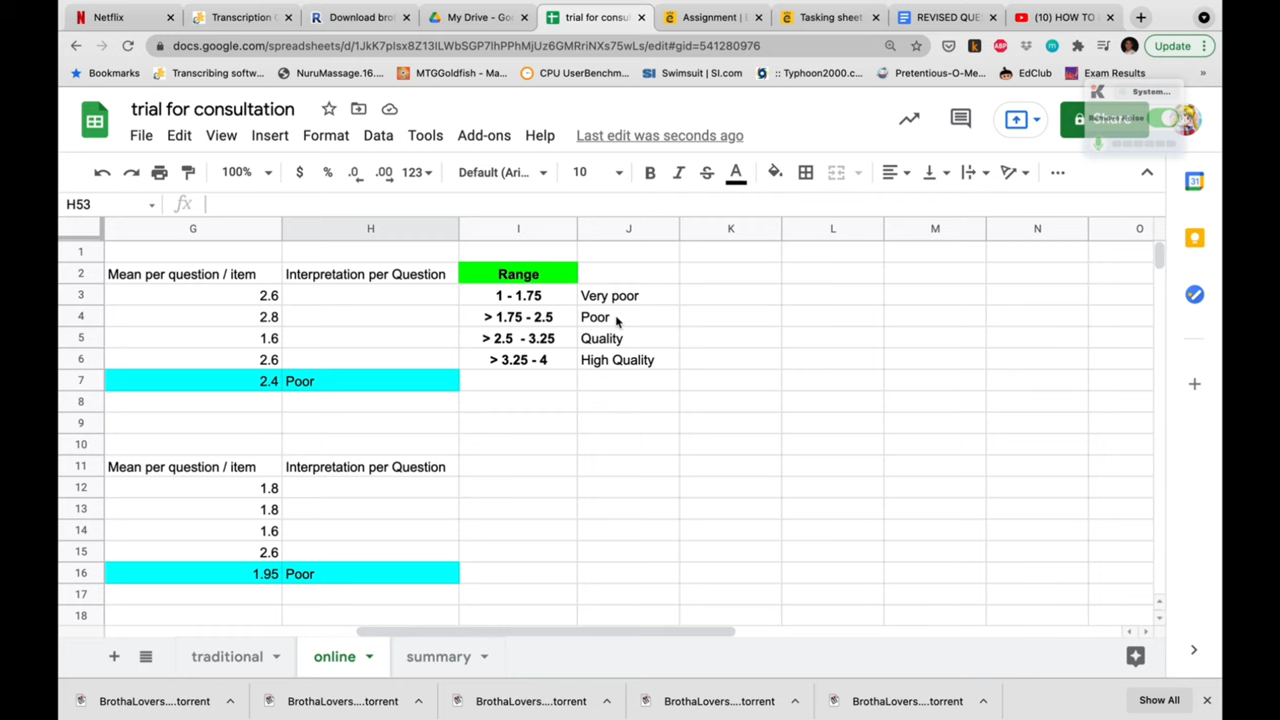 Netflix
Transcription
Download bro
My Drive - Go
trial for consu
Assignment |
Tasking sheet
REVISED QUE
(10) HOW TO
docs.google.com/spreadsheets/d/
/edit#gid=541280976
Update
Bookmarks
Transcribing softw...
NuruMassage.16....
MTGGoldfish - Ma...
CPU UserBenchm...
Swimsuit | SI.com
:: Typhoon2000.c...
Pretentious-O-Me...
EdClub
Exam Results
»
System...
trial for consultation
File Edit View Insert Format Data Tools Add-ons Help Last edit was seconds ago
Share
100% $ % .0 .00 123 Default (Ari... 10 B I S A
H53 fx
G H I J K L M N O
1
2 Mean per question / item Interpretation per Question Range
3 2.6 1 - 1.75 Very poor
4 2.8 > 1.75 - 2.5 Poor
5 1.6 > 2.5 - 3.25 Quality
6 2.6 > 3.25 - 4 High Quality
7 2.4 Poor
8
9
10
11 Mean per question / item Interpretation per Question
12 1.8
13 1.8
14 1.6
15 2.6
16 1.95 Poor
17
18
traditional online summary
BrothaLovers....torrent BrothaLovers....torrent BrothaLovers....torrent BrothaLovers....torrent BrothaLovers....torrent Show All